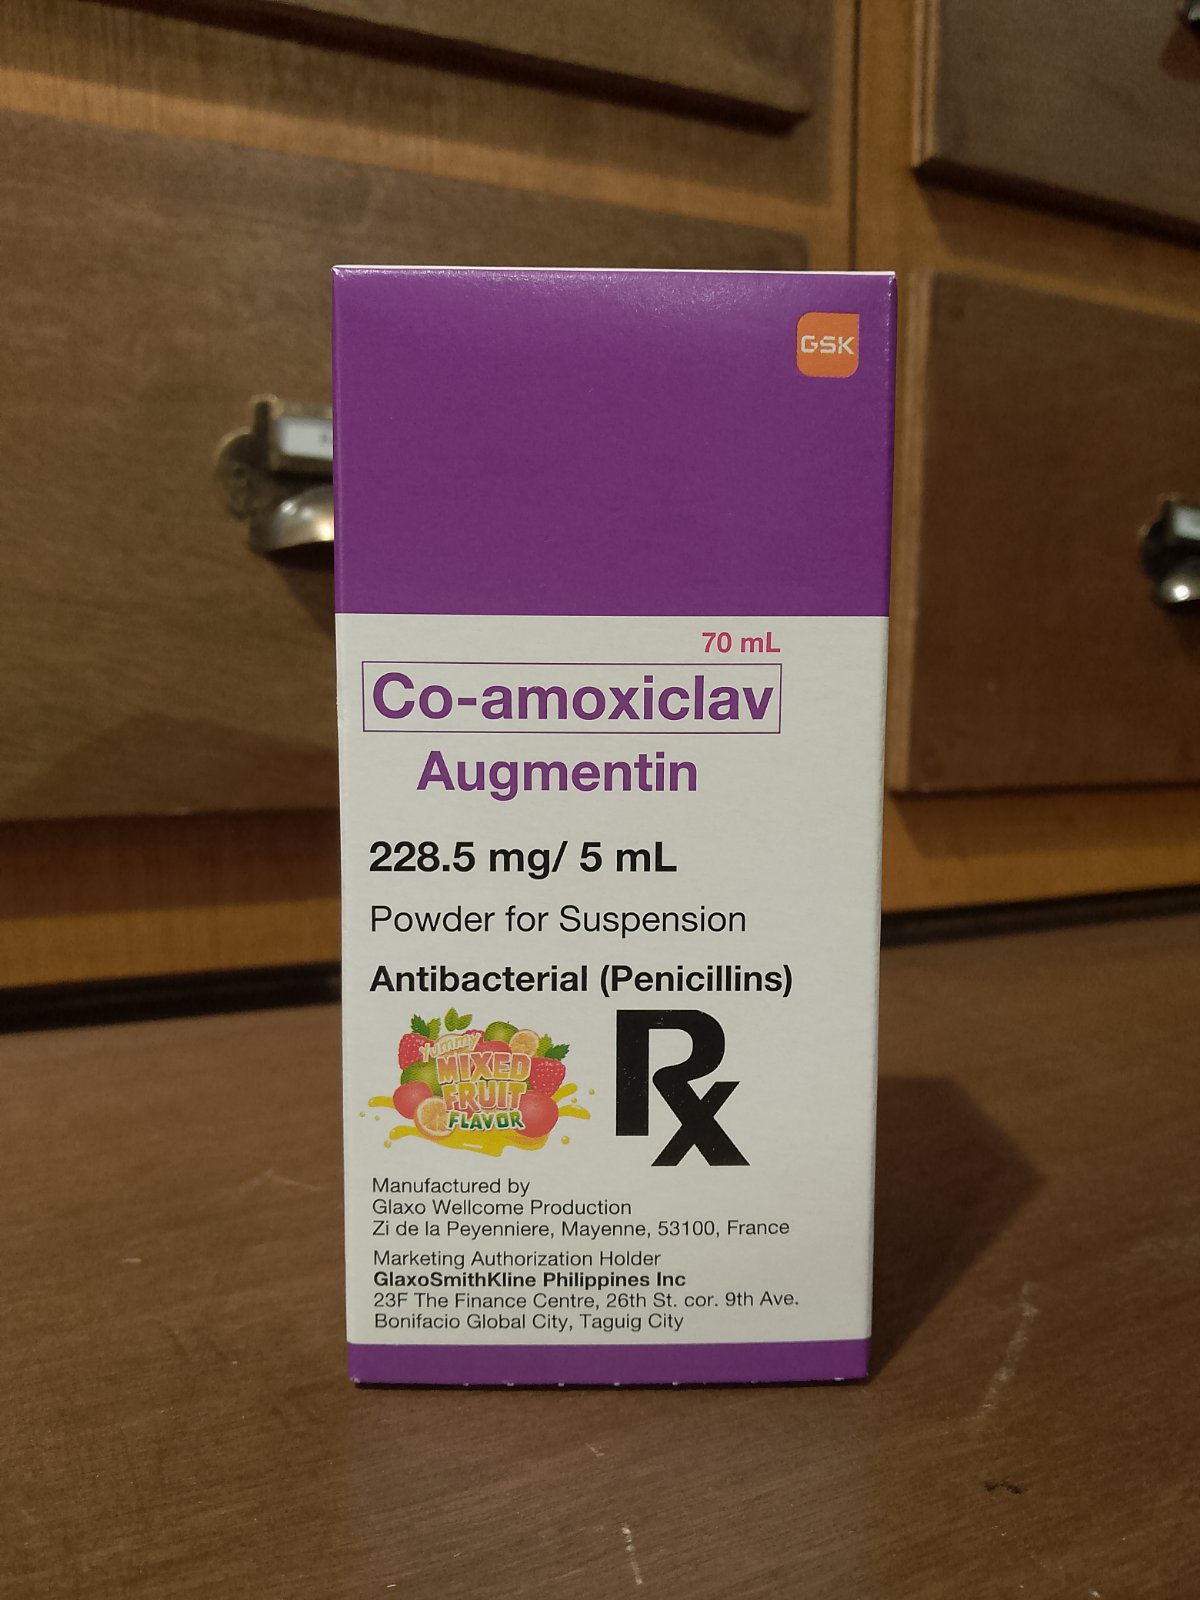 GSK
70 mL
Co-amoxiclav
Augmentin
228.5 mg/ 5 mL
Powder for Suspension
Antibacterial (Penicillins)
Yummy
MIXED
FRUIT
FLAVOR
Rx
Manufactured by
Glaxo Wellcome Production
Zi de la Peyenniere, Mayenne, 53100, France
Marketing Authorization Holder
GlaxoSmithKline Philippines Inc
23F The Finance Centre, 26th St. cor. 9th Ave.
Bonifacio Global City, Taguig City